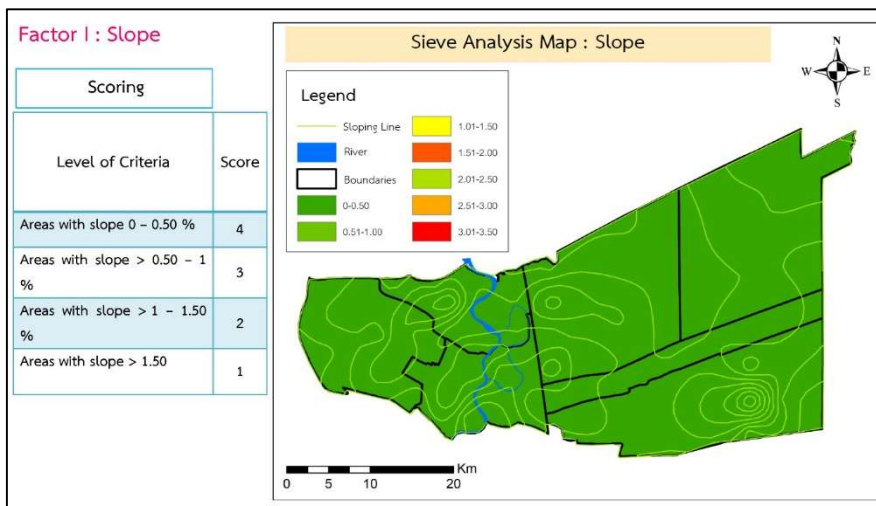 Factor I : Slope
Scoring
Level of Criteria
Score
Areas with slope 0 – 0.50 %
4
Areas with slope > 0.50 – 1
%
3
Areas with slope > 1 – 1.50
%
2
Areas with slope > 1.50
1
Sieve Analysis Map : Slope
N
W
E
S
Legend
Sloping Line
River
Boundaries
0-0.50
0.51-1.00
1.01-1.50
1.51-2.00
2.01-2.50
2.51-3.00
3.01-3.50
Km
0 5 10 20